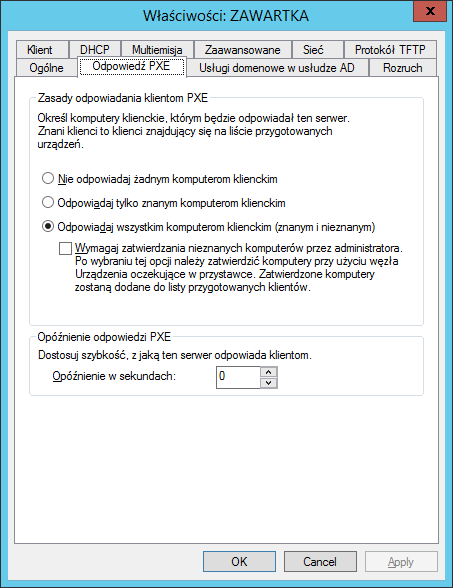 Właściwości: ZAWARTKA
x
Klient DHCP Multiemisja Zaawansowane Sieć Protokół TFTP
Ogólne Odpowiedź PXE Usługi domenowe w usłudze AD Rozruch
Zasady odpowiadania klientom PXE
Określ komputery klienckie, którym będzie odpowiadał ten serwer.
Znani klienci to klienci znajdujący się na liście przygotowanych
urządzeń.
Nie odpowiadaj żadnym komputerom klienckim
Odpowiadaj tylko znanym komputerom klienckim
Odpowiadaj wszystkim komputerom klienckim (znanym i nieznanym)
Wymagaj zatwierdzania nieznanych komputerów przez administratora.
Po wybraniu tej opcji należy zatwierdzić komputery przy użyciu węzła
Urządzenia oczekujące w przystawce. Zatwierdzone komputery
zostaną dodane do listy przygotowanych klientów.
Opóźnienie odpowiedzi PXE
Dostosuj szybkość, z jaką ten serwer odpowiada klientom.
Opóźnienie w sekundach: 0
OK Cancel Apply